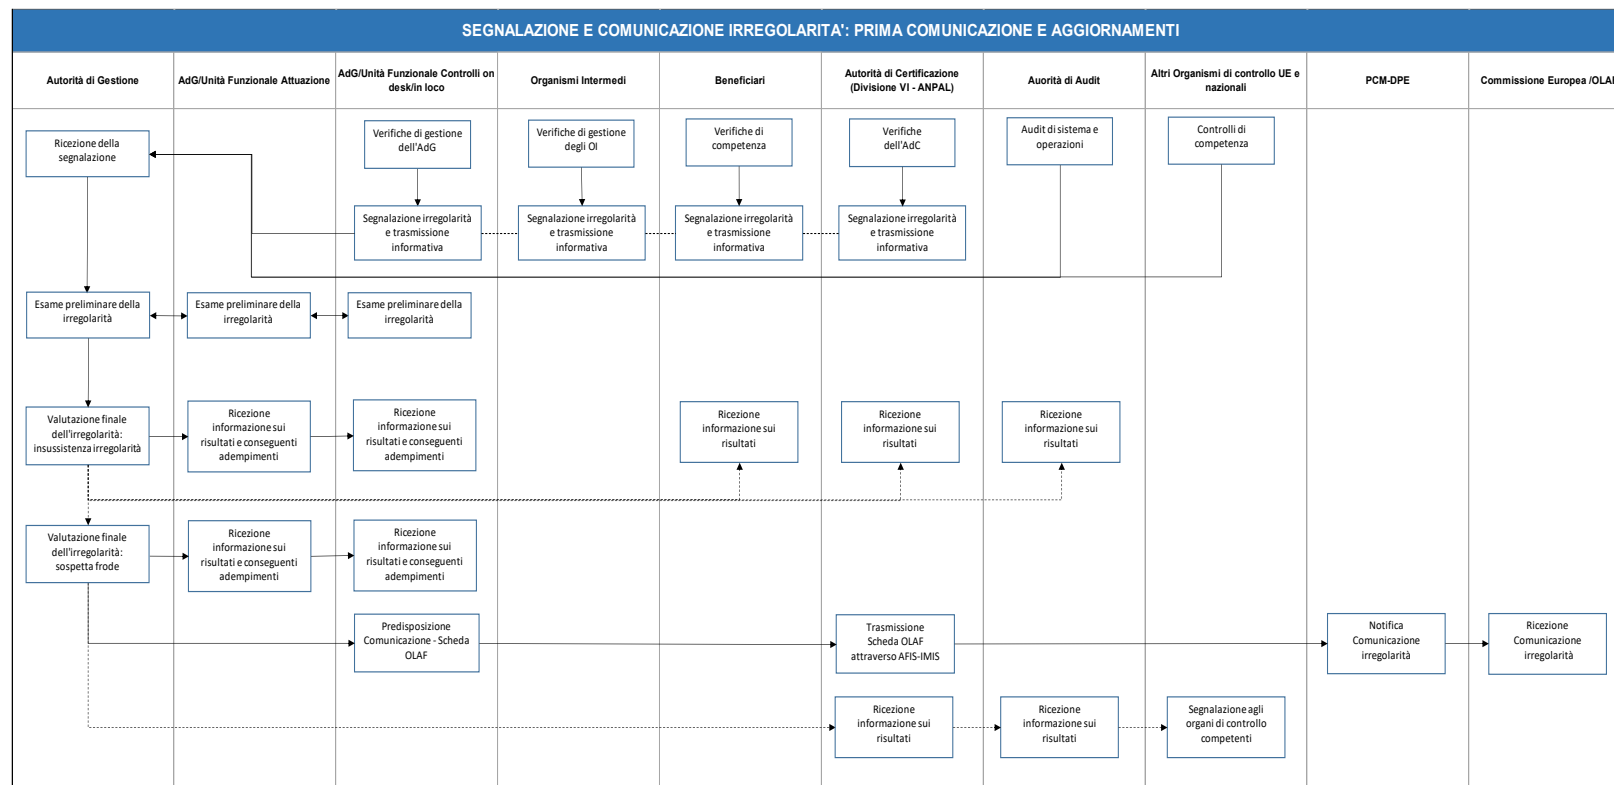 SEGNALAZIONE E COMUNICAZIONE IRREGOLARITA': PRIMA COMUNICAZIONE E AGGIORNAMENTI
Autorità di Gestione
AdG/Unità Funzionale Attuazione
AdG/Unità Funzionale Controlli on
desk/in loco
Organismi Intermedi
Beneficiari
Autorità di Certificazione
(Divisione VI - ANPAL)
Auorità di Audit
Altri Organismi di controllo UE e
nazionali
PCM-DPE
Commissione Europea /OLAF
Ricezione della
segnalazione
Verifiche di gestione
dell'AdG
Verifiche di gestione
degli OI
Verifiche di
competenza
Verifiche
dell'AdC
Audit di sistema e
operazioni
Controlli di
competenza
Segnalazione irregolarità
e trasmissione
informativa
Segnalazione irregolarità
e trasmissione
informativa
Segnalazione irregolarità
e trasmissione
informativa
Segnalazione irregolarità
e trasmissione
informativa
Esame preliminare della
irregolarità
Esame preliminare della
irregolarità
Esame preliminare della
irregolarità
Valutazione finale
dell'irregolarità:
insussistenza irregolarità
Ricezione
informazione sui
risultati e conseguenti
adempimenti
Ricezione
informazione sui
risultati e conseguenti
adempimenti
Ricezione
informazione sui
risultati
Ricezione
informazione sui
risultati
Ricezione
informazione sui
risultati
Valutazione finale
dell'irregolarità:
sospetta frode
Ricezione
informazione sui
risultati e conseguenti
adempimenti
Ricezione
informazione sui
risultati e conseguenti
adempimenti
Predisposizione
Comunicazione - Scheda
OLAF
Trasmissione
Scheda OLAF
attraverso AFIS-IMIS
Notifica
Comunicazione
irregolarità
Ricezione
Comunicazione
irregolarità
Ricezione
informazione sui
risultati
Ricezione
informazione sui
risultati
Segnalazione agli
organi di controllo
competenti